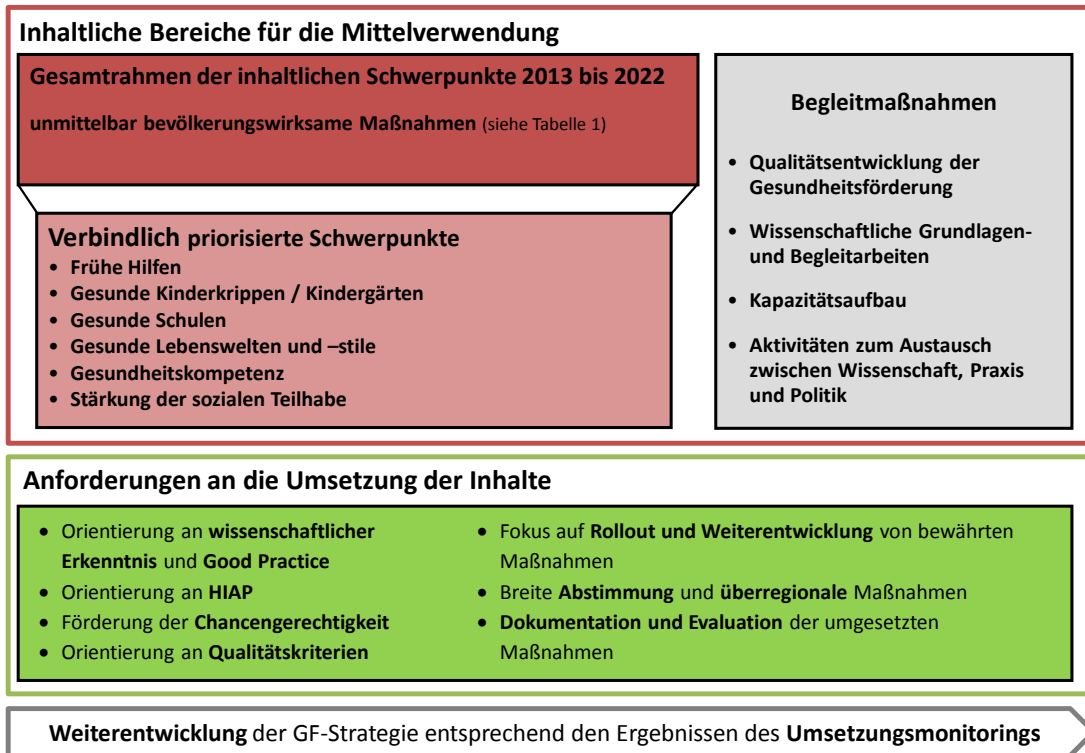 Inhaltliche Bereiche für die Mittelverwendung
Gesamtrahmen der inhaltlichen Schwerpunkte 2013 bis 2022
unmittelbar bevölkerungswirksame Maßnahmen (siehe Tabelle 1)
Verbindlich priorisierte Schwerpunkte
• Frühe Hilfen
• Gesunde Kinderkrippen / Kindergärten
• Gesunde Schulen
• Gesunde Lebenswelten und –stile
• Gesundheitskompetenz
• Stärkung der sozialen Teilhabe
Begleitmaßnahmen
• Qualitätsentwicklung der
Gesundheitsförderung
• Wissenschaftliche Grundlagen-
und Begleitarbeiten
• Kapazitätsaufbau
• Aktivitäten zum Austausch
zwischen Wissenschaft, Praxis
und Politik
Anforderungen an die Umsetzung der Inhalte
• Orientierung an wissenschaftlicher
Erkenntnis und Good Practice
• Orientierung an HIAP
• Förderung der Chancengerechtigkeit
• Orientierung an Qualitätskriterien
• Fokus auf Rollout und Weiterentwicklung von bewährten
Maßnahmen
• Breite Abstimmung und überregionale Maßnahmen
• Dokumentation und Evaluation der umgesetzten
Maßnahmen
Weiterentwicklung der GF-Strategie entsprechend den Ergebnissen des Umsetzungsmonitorings